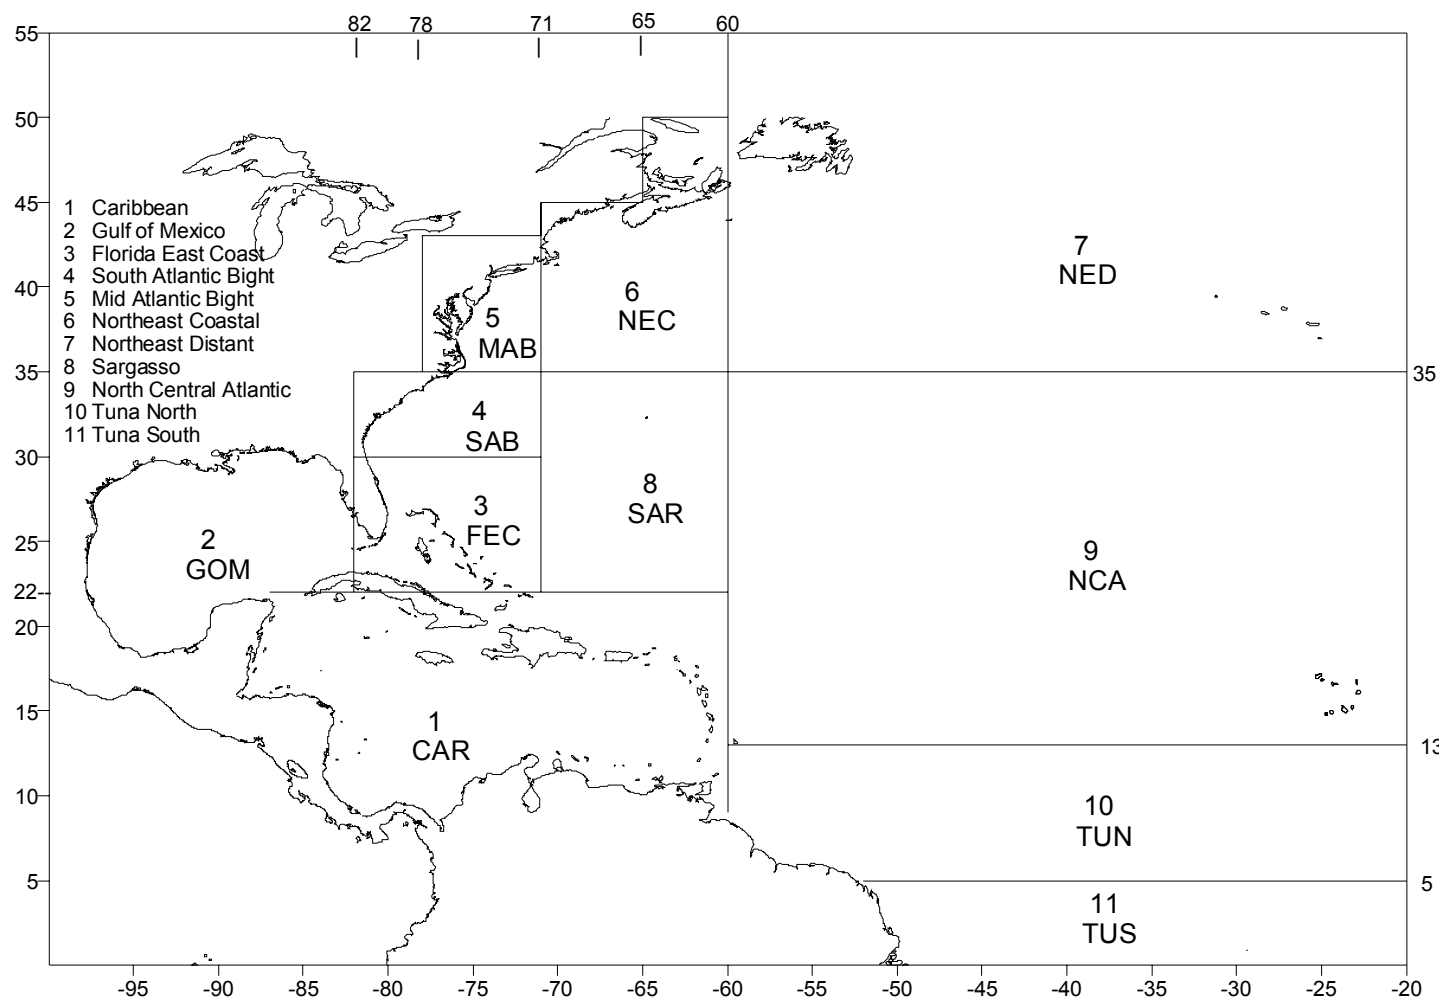 82 78 71 65 60
55
50
45
1 Caribbean
2 Gulf of Mexico
3 Florida East Coast
4 South Atlantic Bight
5 Mid Atlantic Bight
6 Northeast Coastal
7 Northeast Distant
8 Sargasso
9 North Central Atlantic
10 Tuna North
11 Tuna South
7
NED
40
6
NEC
5
MAB
35
35
4
SAB
30
8
SAR
3
FEC
25
2
GOM
9
NCA
22
20
15
1
CAR
13
10
10
TUN
5
5
11
TUS
-95 -90 -85 -80 -75 -70 -65 -60 -55 -50 -45 -40 -35 -30 -25 -20